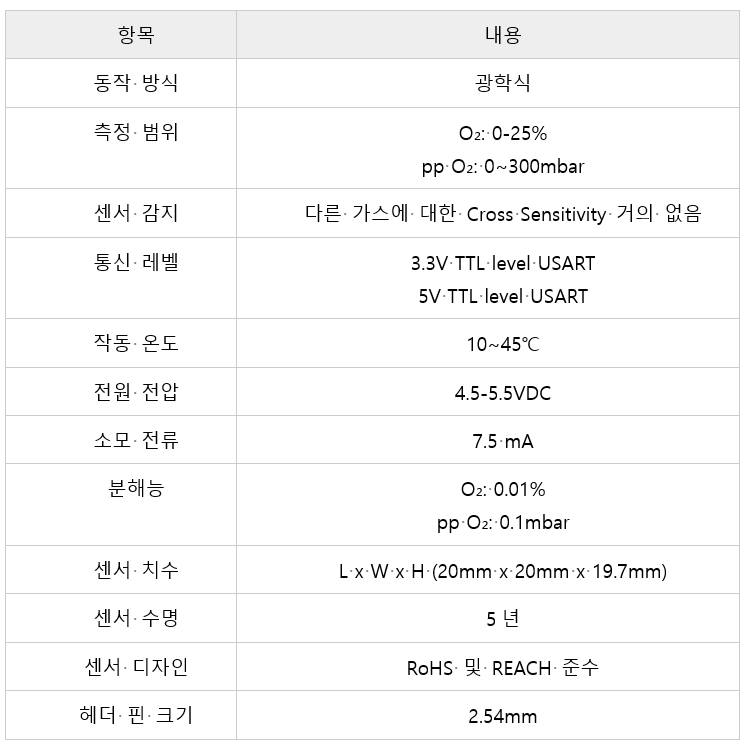 항목 내용
동작 방식 광학식
측정 범위 O₂: 0-25%
pp O₂: 0~300mbar
센서 감지 다른 가스에 대한 Cross Sensitivity 거의 없음
통신 레벨 3.3V TTL level USART
5V TTL level USART
작동 온도 10~45℃
전원 전압 4.5-5.5VDC
소모 전류 7.5 mA
분해능 O₂: 0.01%
pp O₂: 0.1mbar
센서 치수 L x W x H (20mm x 20mm x 19.7mm)
센서 수명 5 년
센서 디자인 RoHS 및 REACH 준수
헤더 핀 크기 2.54mm